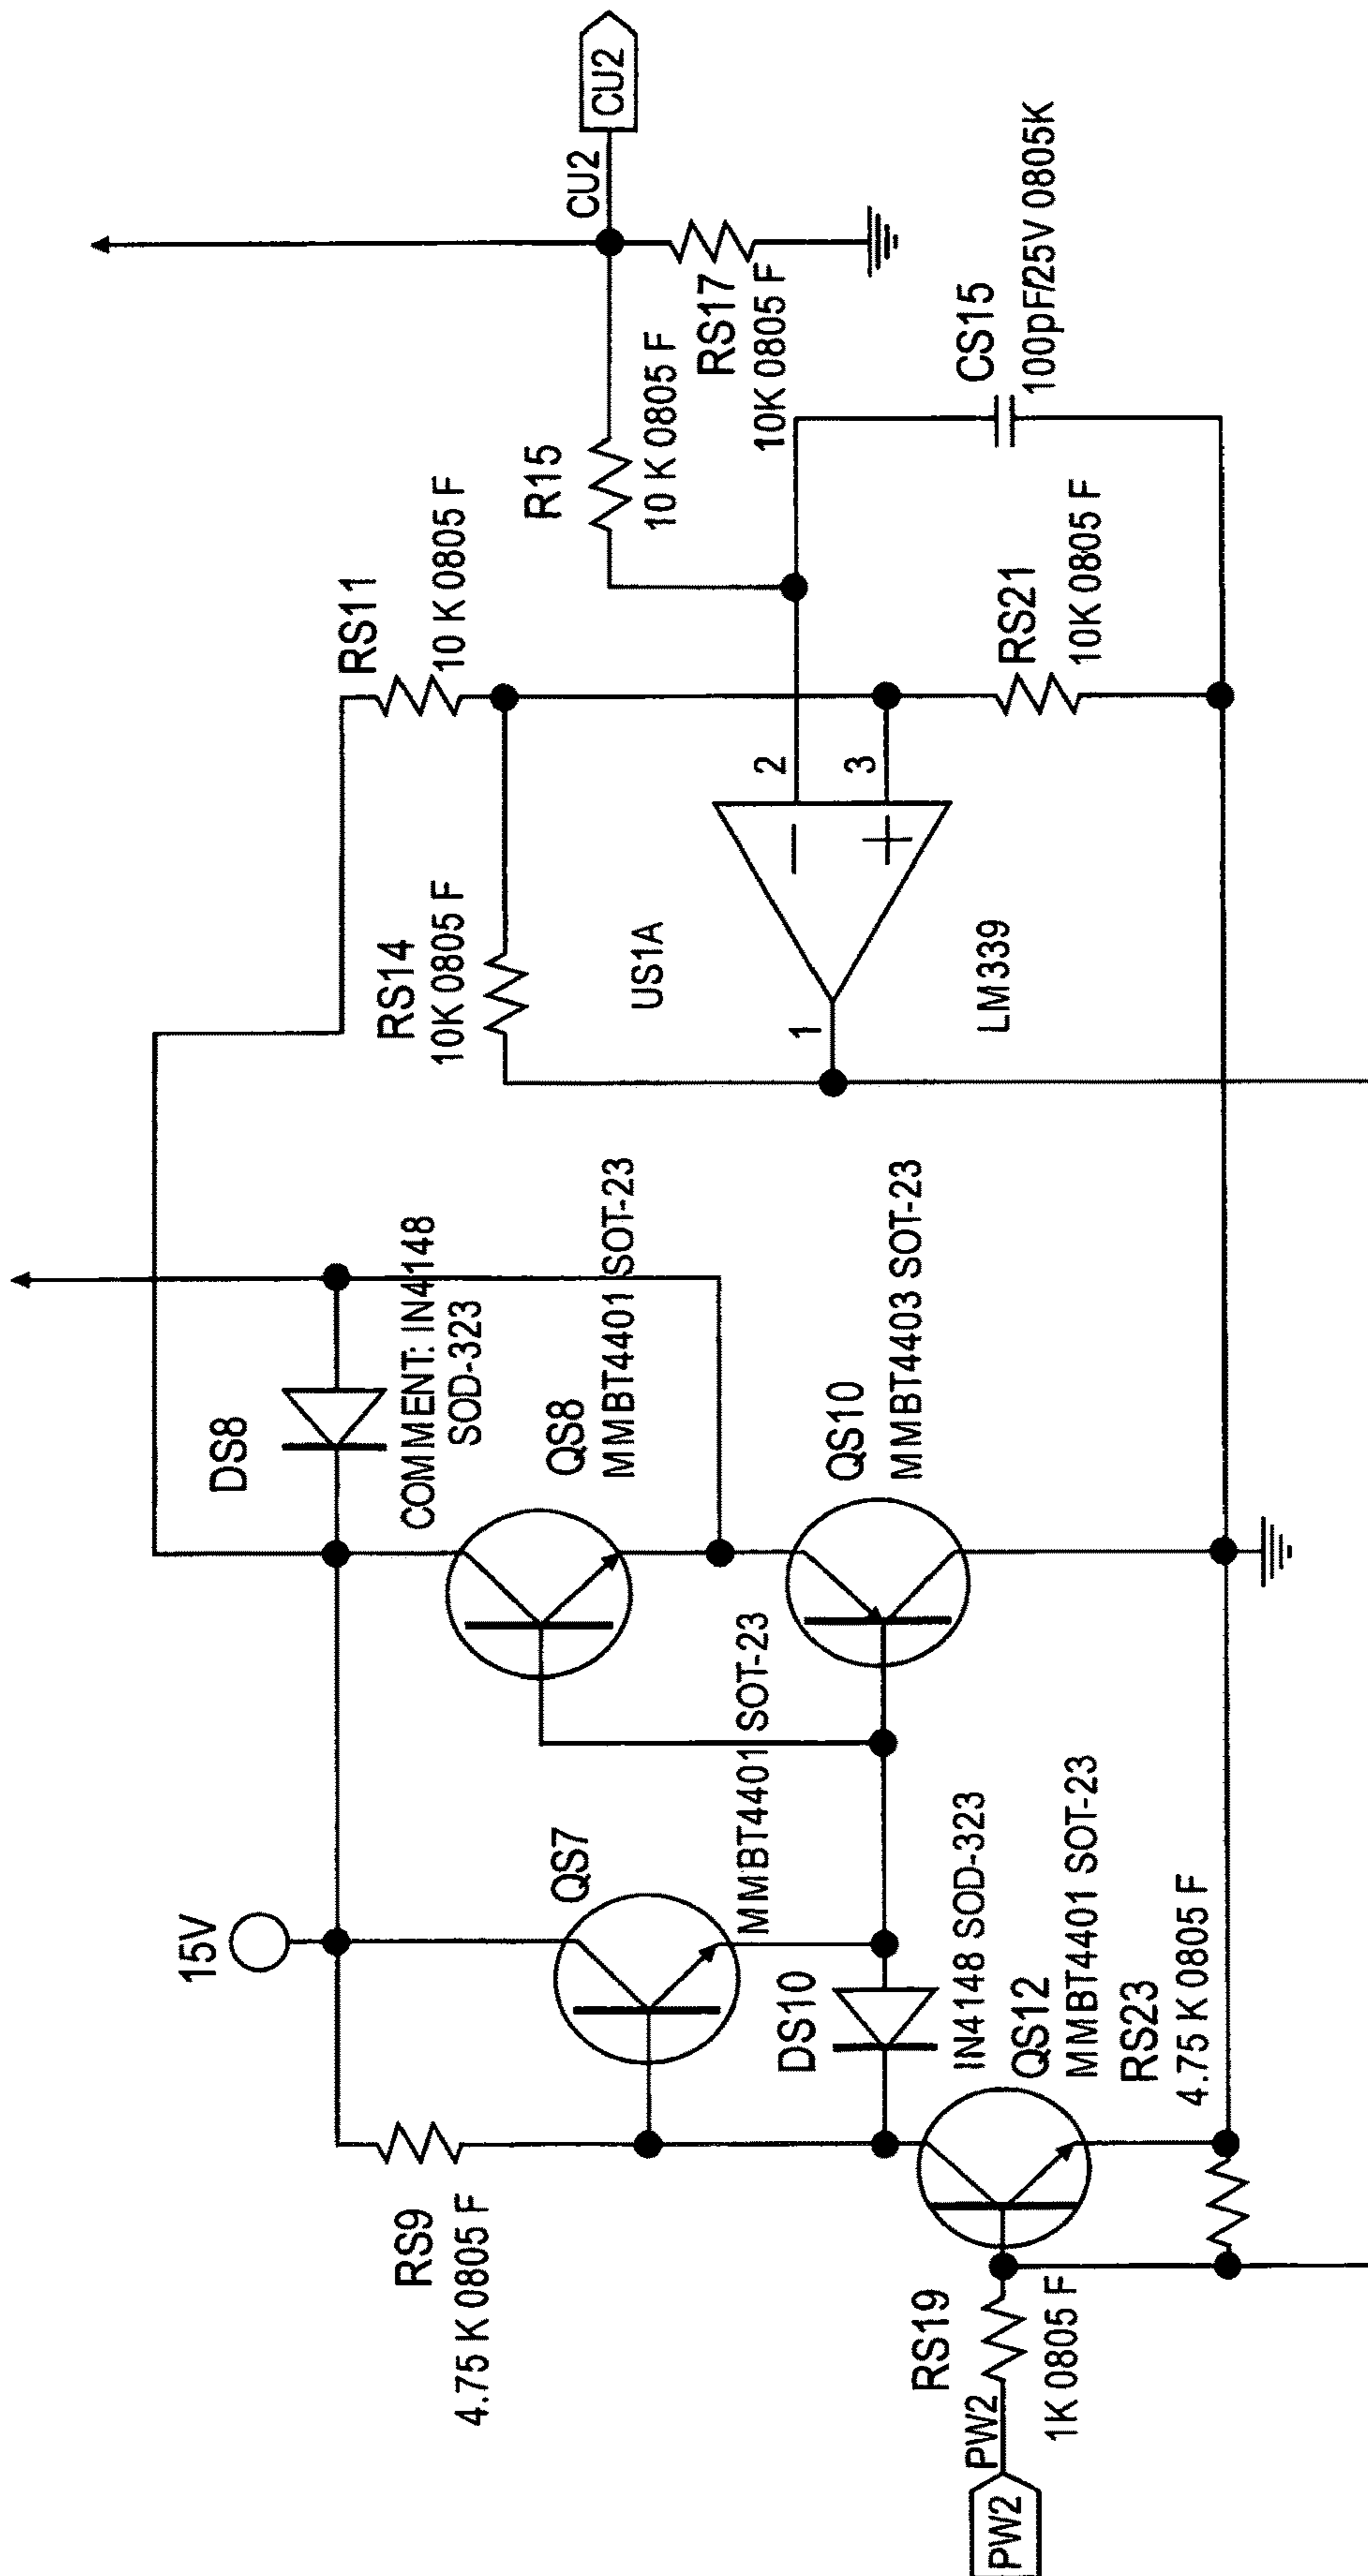 15V
RS9
4.75 K 0805 F
QS7
MMBT4401 SOT-23
DS8
COMMENT: IN4148
SOD-323
QS8
MMBT4401 SOT-23
QS10
MMBT4403 SOT-23
DS10
IN4148 SOD-323
QS12
MMBT4401 SOT-23
RS23
4.75 K 0805 F
PW2
PW2
RS19
1K 0805 F
RS14
10K 0805 F
RS11
10 K 0805 F
US1A
LM339
1
2
3
−
+
R15
10 K 0805 F
CU2
CU2
RS17
10K 0805 F
RS21
10K 0805 F
CS15
100pF/25V 0805K